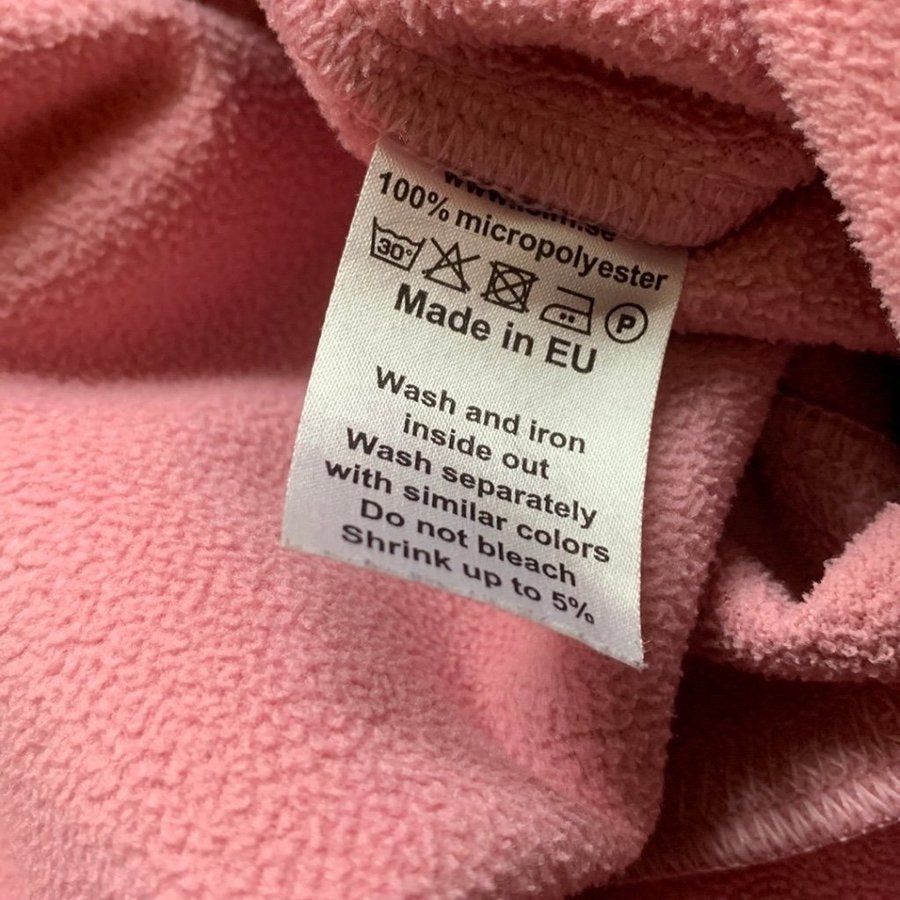 100% micropolyester
30°
P
Made in EU
Wash and iron
inside out
Wash separately
with similar colors
Do not bleach
Shrink up to 5%